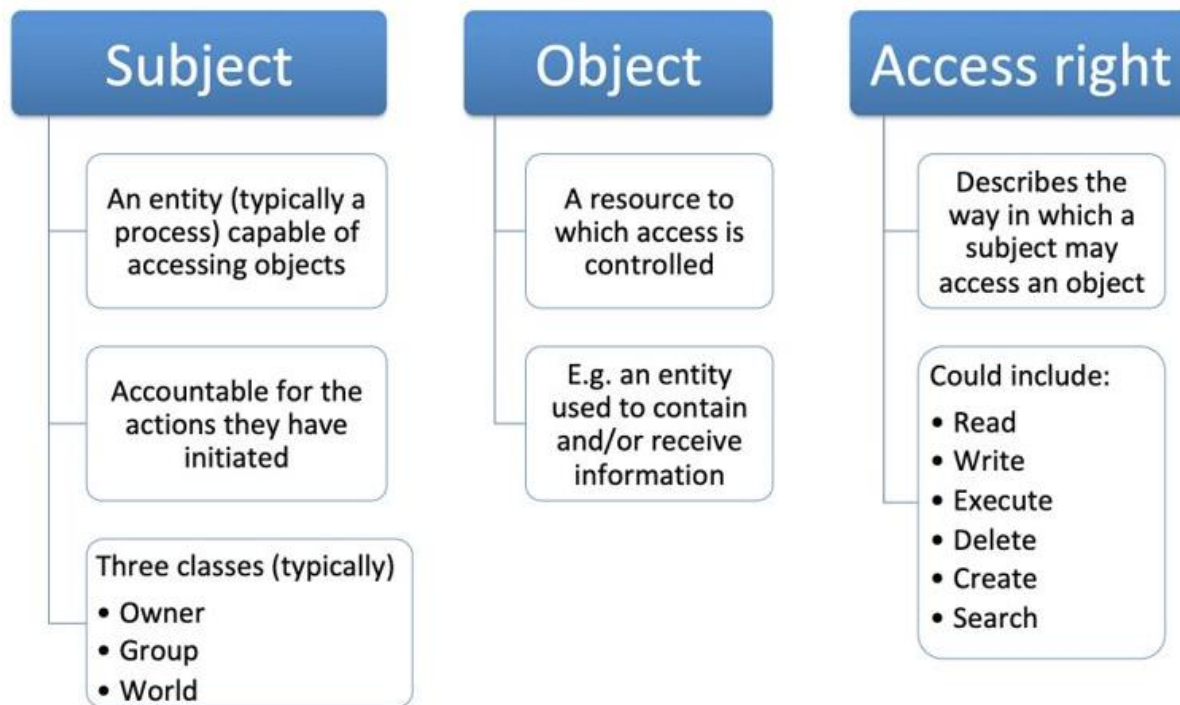 Subject
An entity (typically a
process) capable of
accessing objects
Accountable for the
actions they have
initiated
Three classes (typically)
• Owner
• Group
• World
Object
A resource to
which access is
controlled
E.g. an entity
used to contain
and/or receive
information
Access right
Describes the
way in which a
subject may
access an object
Could include:
• Read
• Write
• Execute
• Delete
• Create
• Search